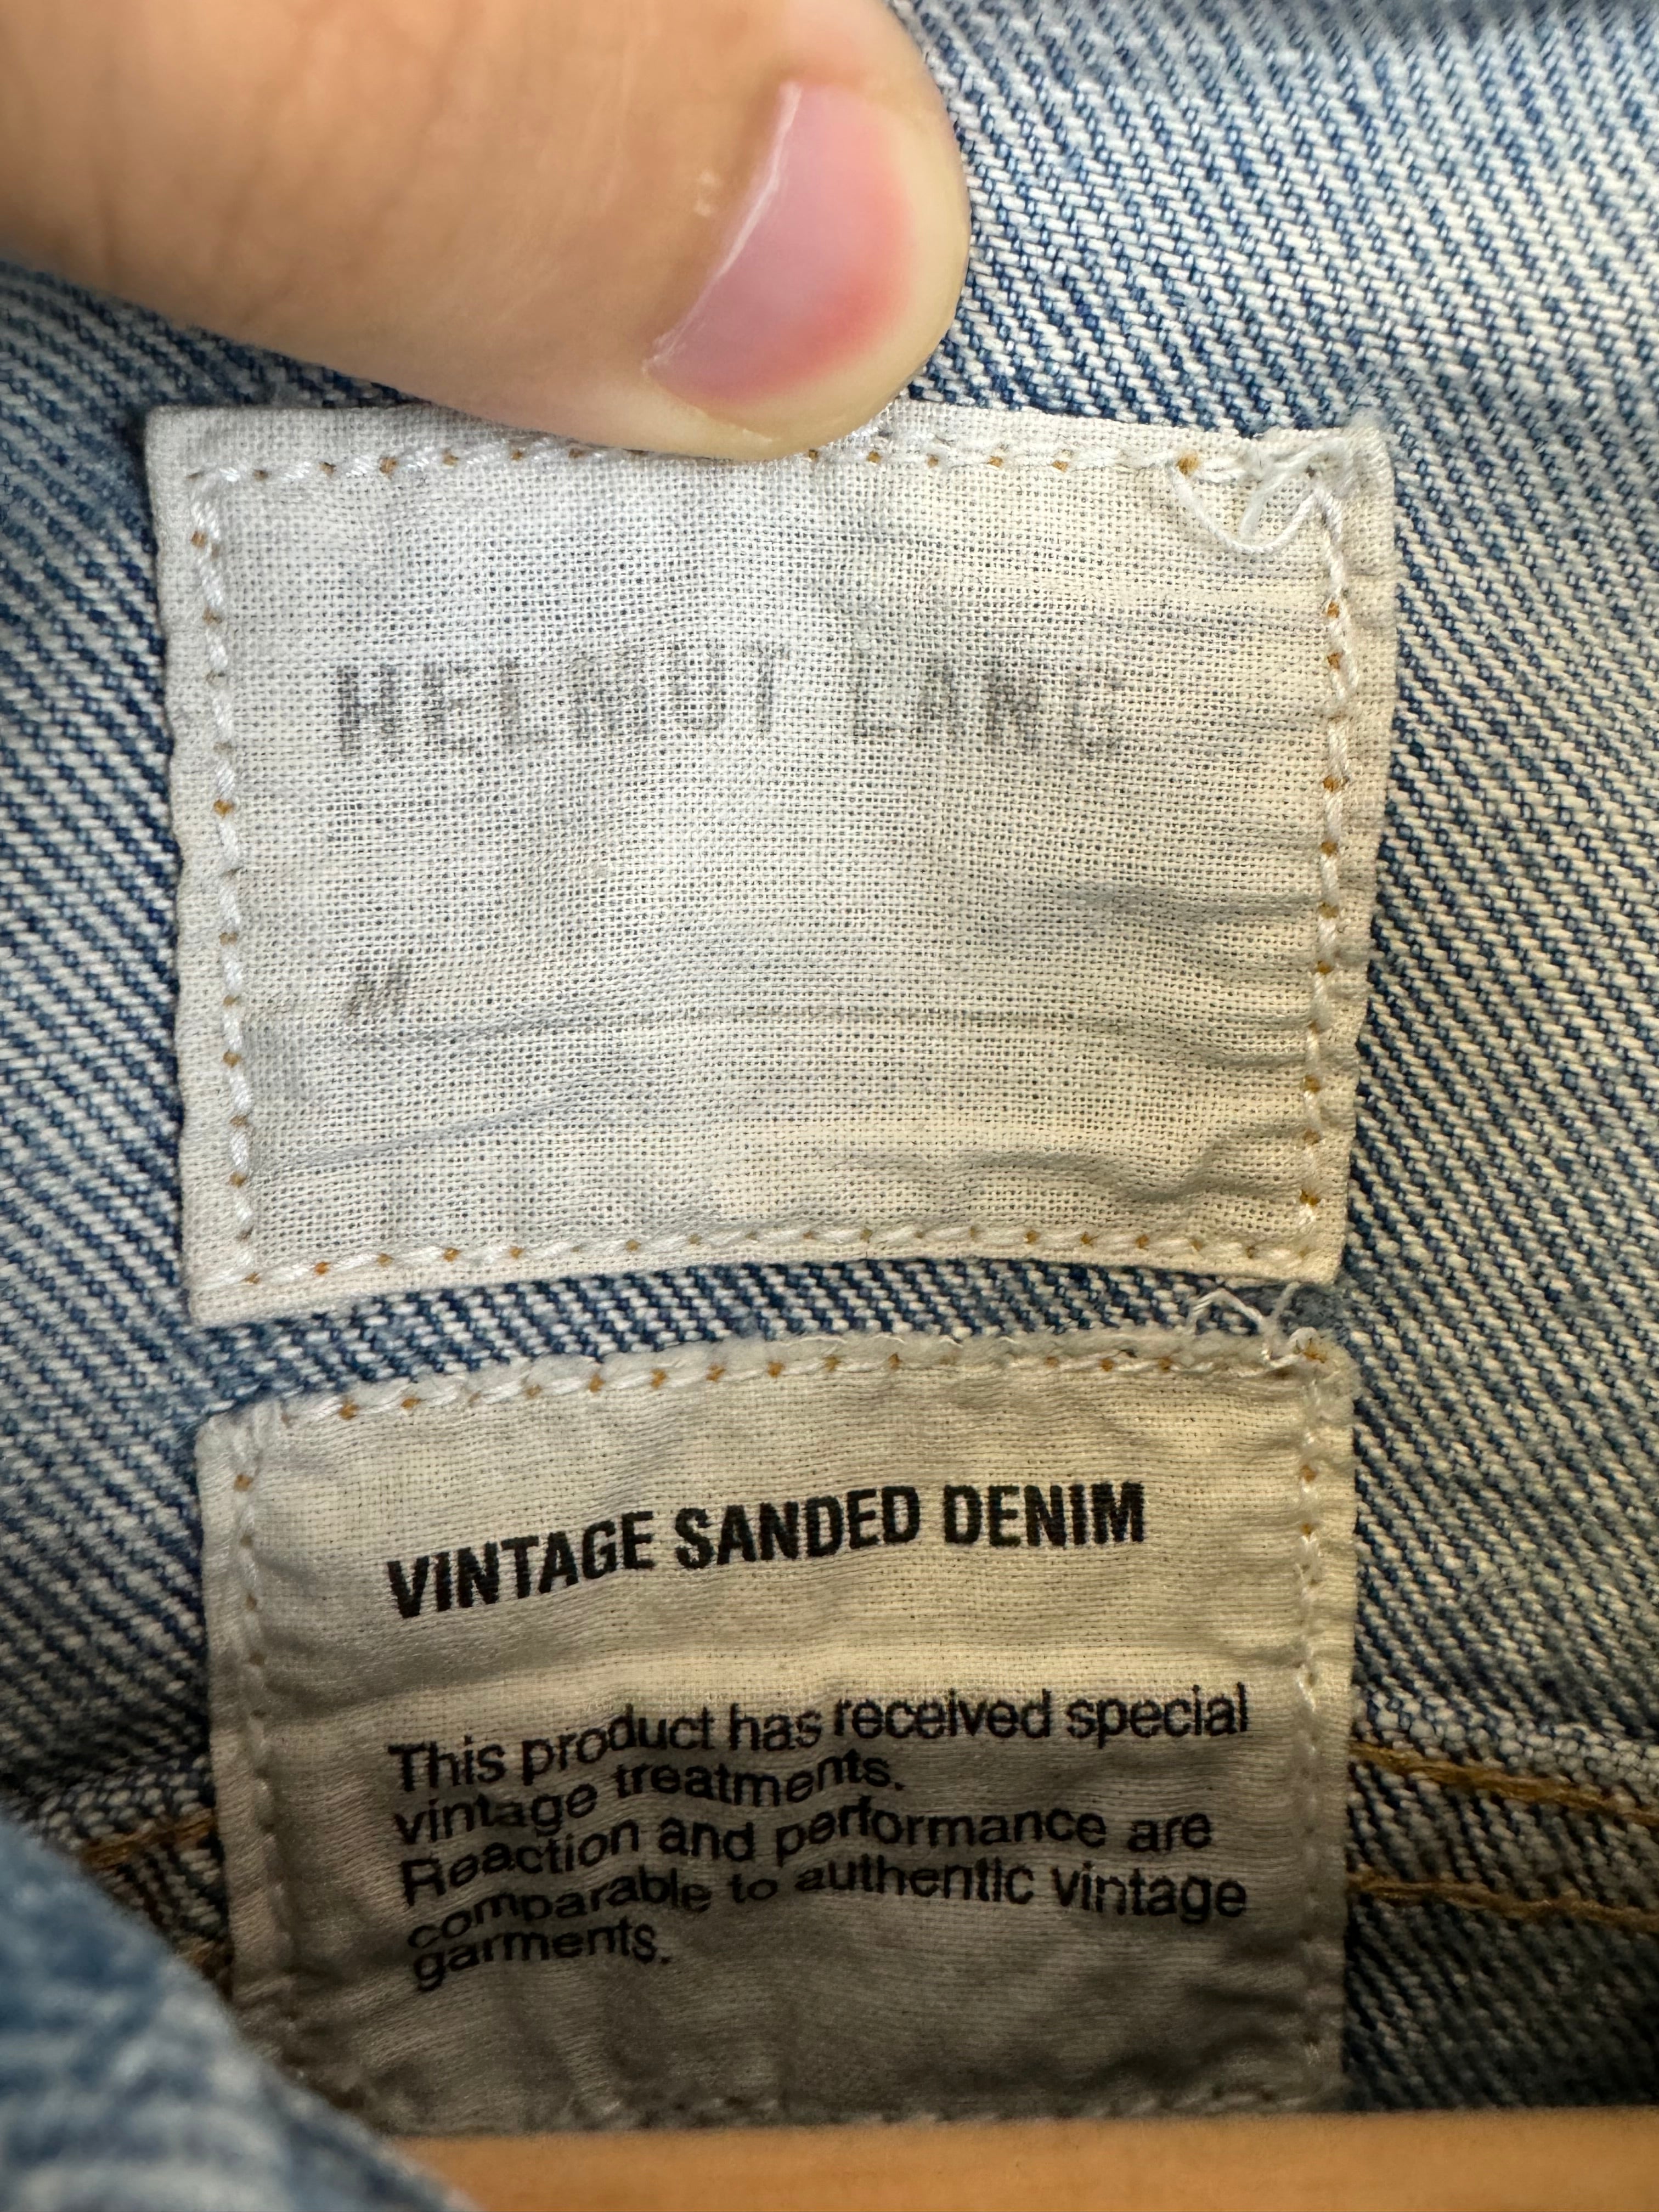 HELMUT LANG
M
VINTAGE SANDED DENIM
This product has received special
vintage treatments.
Reaction and performance are
comparable to authentic vintage
garments.